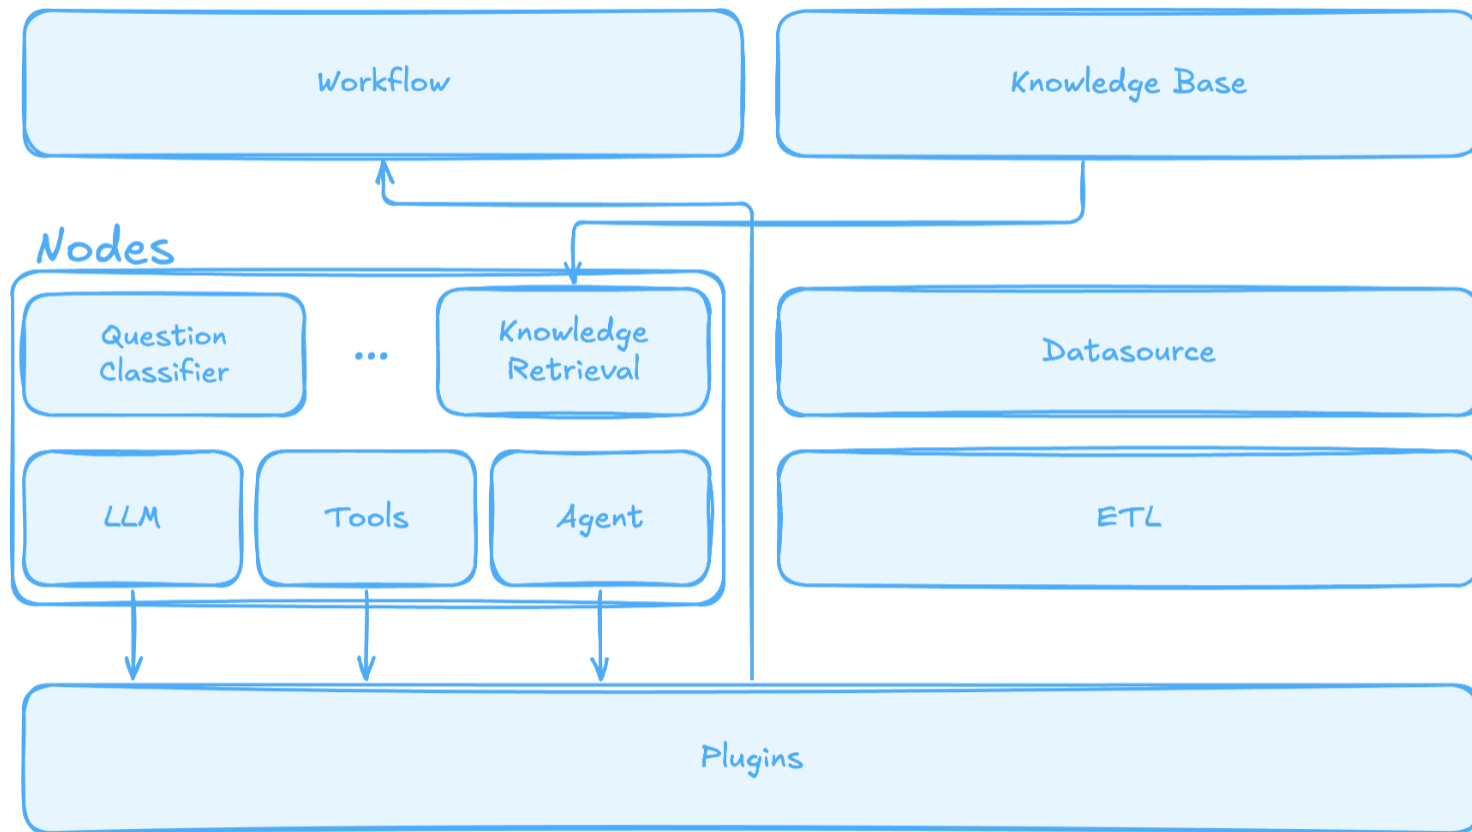 Workflow
Knowledge Base
Nodes
Question
Classifier
...
Knowledge
Retrieval
Datasource
LLM
Tools
Agent
ETL
Plugins